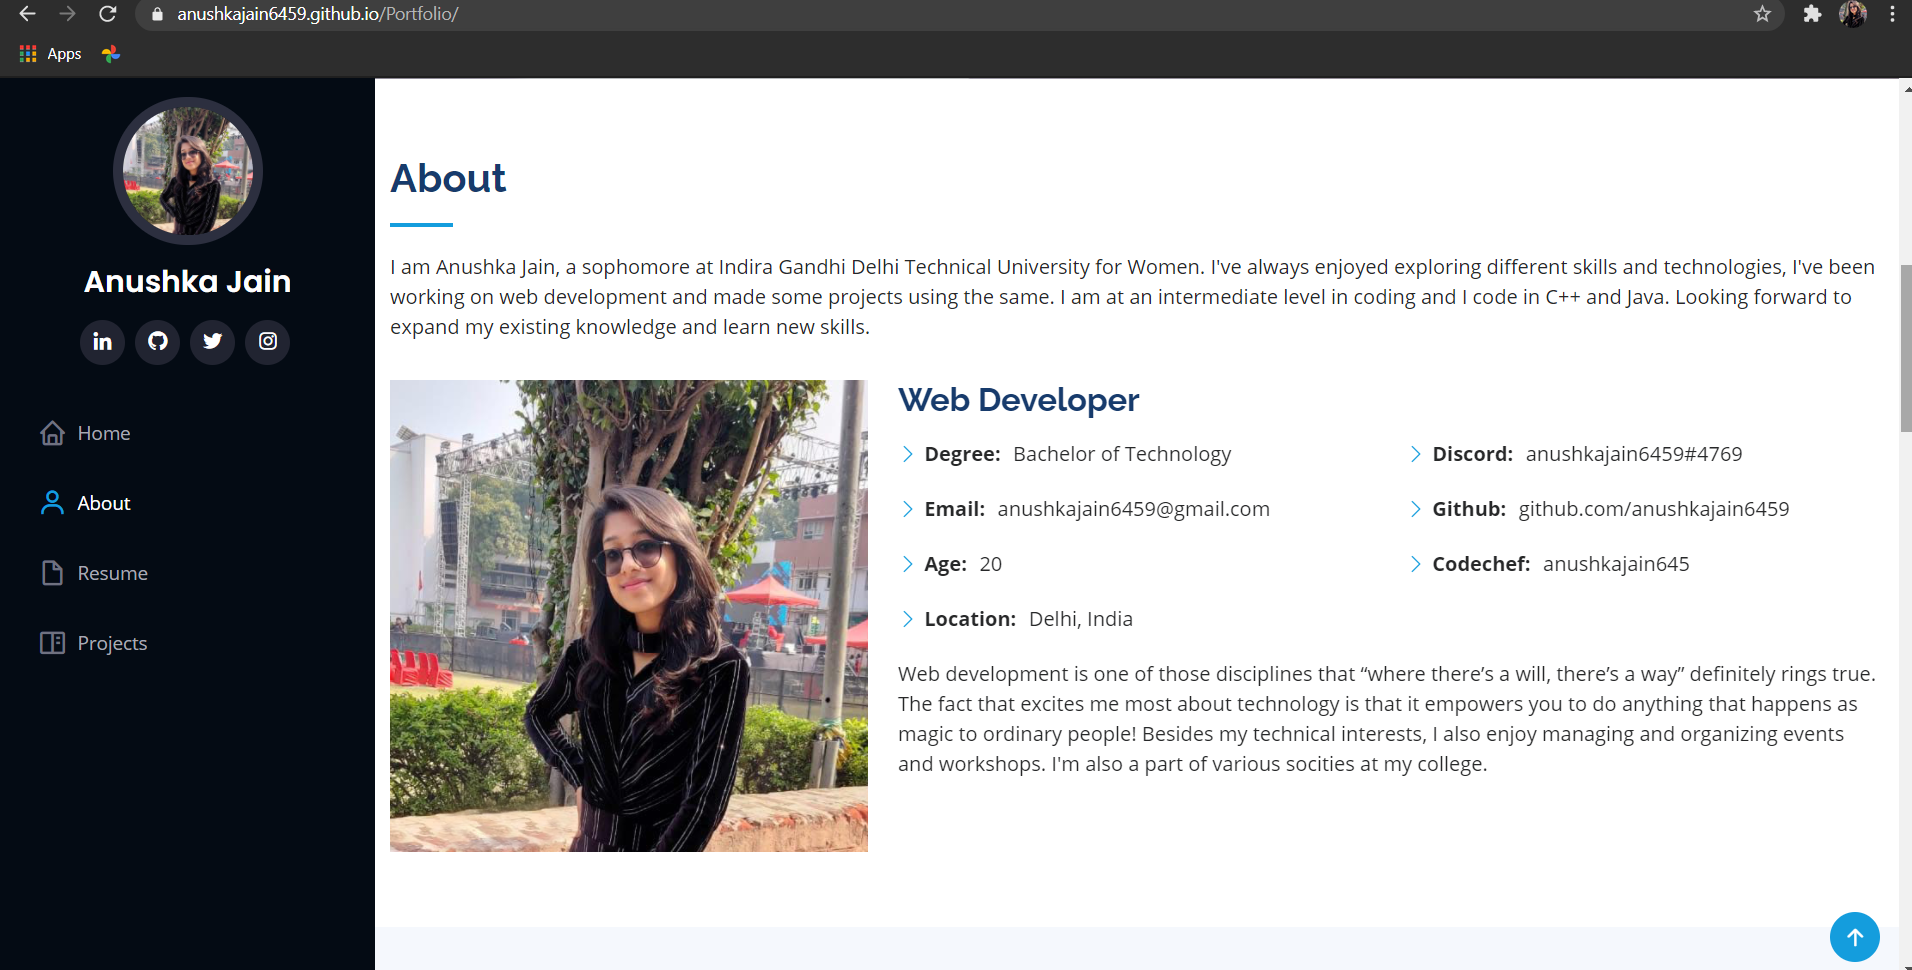 anushkajain6459.github.io/Portfolio/
Apps
Anushka Jain
in
Home
About
Resume
Projects
About
I am Anushka Jain, a sophomore at Indira Gandhi Delhi Technical University for Women. I've always enjoyed exploring different skills and technologies, I've been
working on web development and made some projects using the same. I am at an intermediate level in coding and I code in C++ and Java. Looking forward to
expand my existing knowledge and learn new skills.
Web Developer
Degree: Bachelor of Technology
Email: anushkajain6459@gmail.com
Age: 20
Location: Delhi, India
Discord: anushkajain6459#4769
Github: github.com/anushkajain6459
Codechef: anushkajain645
Web development is one of those disciplines that “where there’s a will, there’s a way” definitely rings true.
The fact that excites me most about technology is that it empowers you to do anything that happens as
magic to ordinary people! Besides my technical interests, I also enjoy managing and organizing events
and workshops. I'm also a part of various socities at my college.